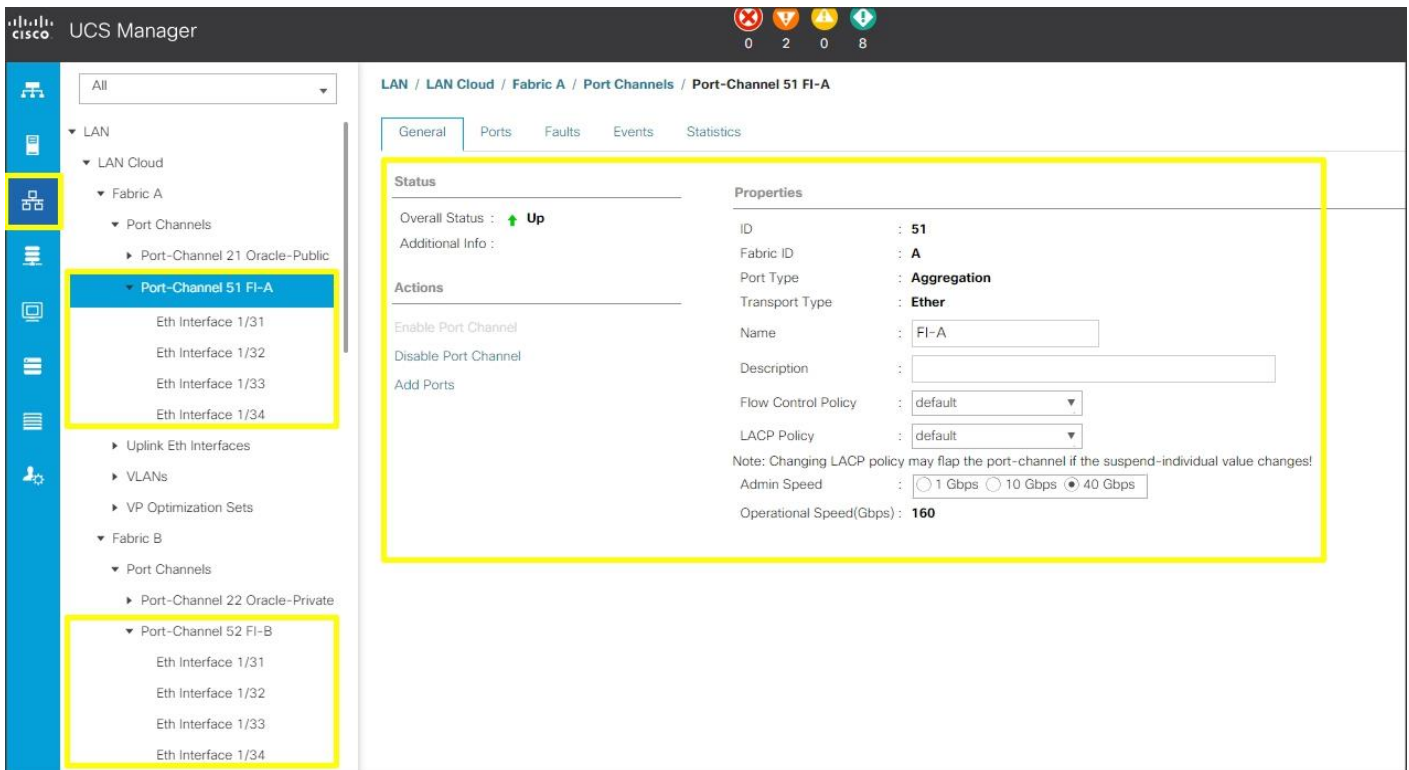 cisco
UCS Manager
0 2 0 8
All
LAN
LAN Cloud
Fabric A
Port Channels
Port-Channel 21 Oracle-Public
Port-Channel 51 FI-A
Eth Interface 1/31
Eth Interface 1/32
Eth Interface 1/33
Eth Interface 1/34
Uplink Eth Interfaces
VLANs
VP Optimization Sets
Fabric B
Port Channels
Port-Channel 22 Oracle-Private
Port-Channel 52 FI-B
Eth Interface 1/31
Eth Interface 1/32
Eth Interface 1/33
Eth Interface 1/34
LAN / LAN Cloud / Fabric A / Port Channels / Port-Channel 51 FI-A
General Ports Faults Events Statistics
Status
Overall Status : Up
Additional Info :
Actions
Enable Port Channel
Disable Port Channel
Add Ports
Properties
ID : 51
Fabric ID : A
Port Type : Aggregation
Transport Type : Ether
Name : FI-A
Description :
Flow Control Policy : default
LACP Policy : default
Note: Changing LACP policy may flap the port-channel if the suspend-individual value changes!
Admin Speed : 1 Gbps 10 Gbps 40 Gbps
Operational Speed(Gbps) : 160